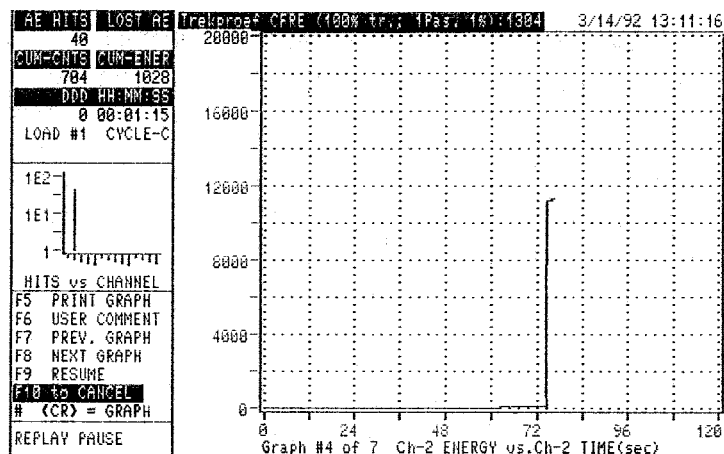 AE HITS LOST AE
40
CUM-CNTS CUM-ENER
704 1028
DDD HH:MM:SS
0 00:01:15
LOAD #1 CYCLE-C
1E2
1E1
1
HITS vs CHANNEL
F5 PRINT GRAPH
F6 USER COMMENT
F7 PREV. GRAPH
F8 NEXT GRAPH
F9 RESUME
F10 to CANCEL
# (CR) = GRAPH
REPLAY PAUSE
Trekproef CFRE (100% tr.; 1Pas, 1%):1304 3/14/92 13:11:16
20000
16000
12000
8000
4000
0
0 24 48 72 96 120
Graph #4 of 7 Ch-2 ENERGY vs.Ch-2 TIME(sec)